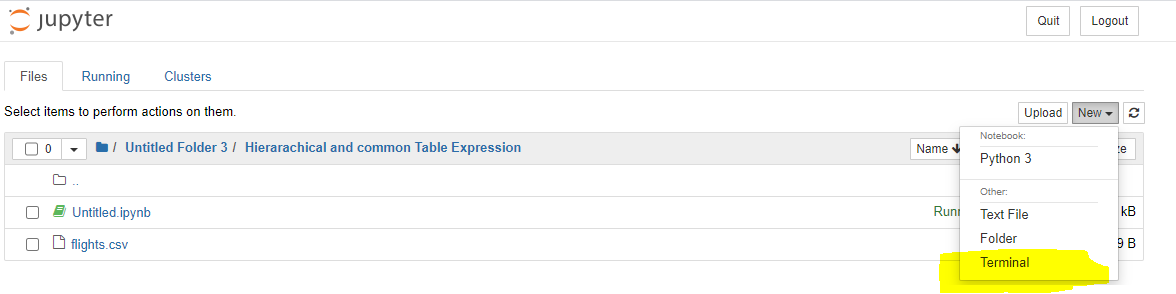 jupyter
Quit Logout
Files Running Clusters
Select items to perform actions on them.
Upload New
0 / Untitled Folder 3 / Hierarachical and common Table Expression Name
Notebook:
Python 3
..
Other:
Untitled.ipynb kB
Text File
Folder
flights.csv 9 B
Terminal